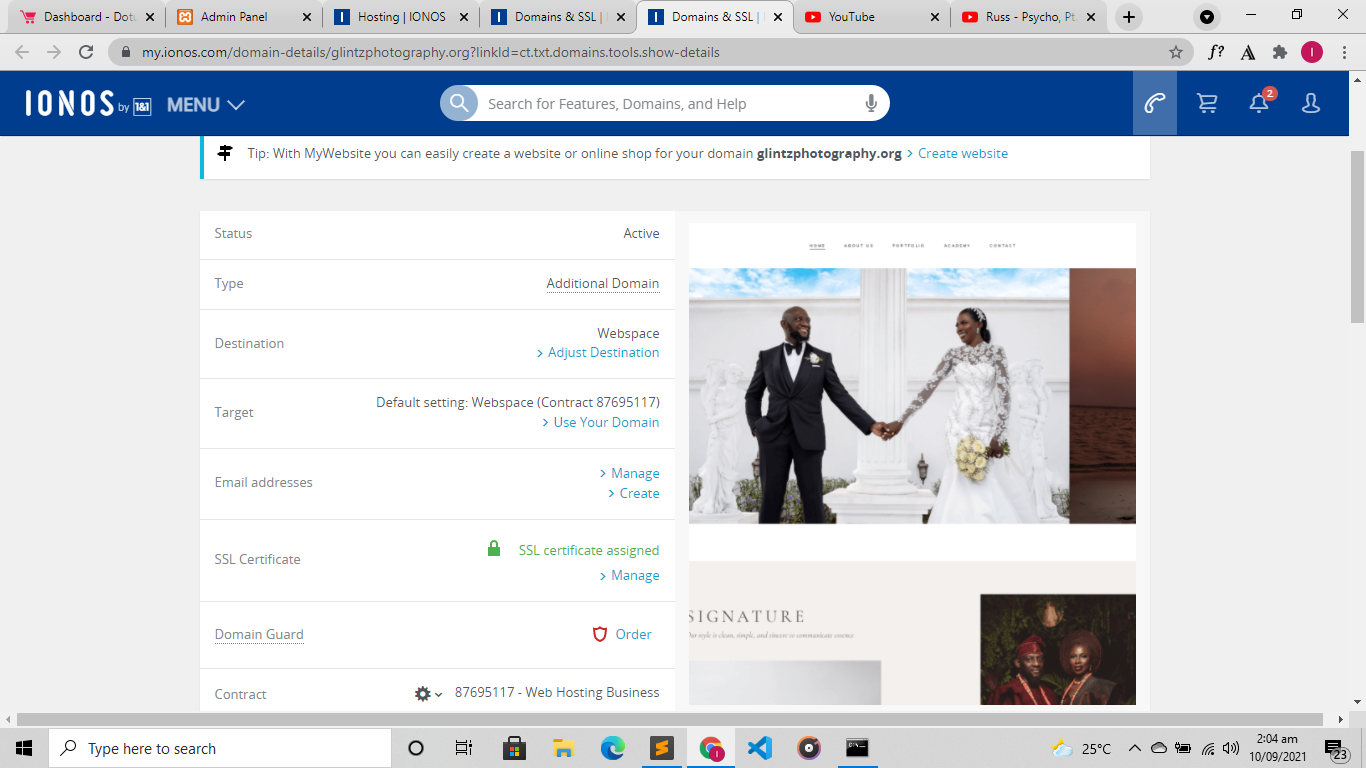 Dashboard - Dotu
Admin Panel
Hosting | IONOS
Domains & SSL |
Domains & SSL |
YouTube
Russ - Psycho, Pt.
my.ionos.com/domain-details/glintzphotography.org?linkId=ct.txt.domains.tools.show-details
f?
A
I
IONOS by 1&1
MENU
Search for Features, Domains, and Help
2
Tip: With MyWebsite you can easily create a website or online shop for your domain glintzphotography.org > Create website
Status Active
Type Additional Domain
Destination Webspace
> Adjust Destination
Target Default setting: Webspace (Contract 87695117)
> Use Your Domain
Email addresses > Manage
> Create
SSL Certificate SSL certificate assigned
> Manage
Domain Guard Order
Contract 87695117 - Web Hosting Business
HOME ABOUT US PORTFOLIO ACADEMY CONTACT
SIGNATURE
Our style is clean, simple, and sincere to communicate essence
Type here to search
25°C
2:04 am
10/09/2021
23